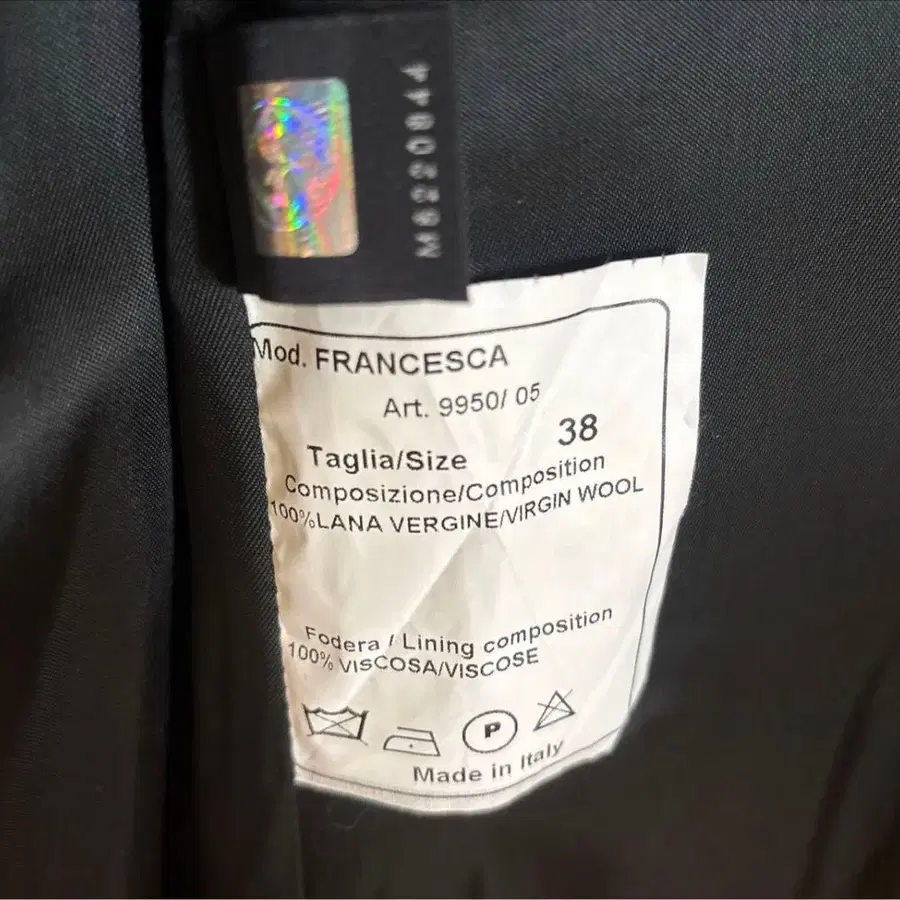 Mod. FRANCESCA
Art. 9950/ 05
Taglia/Size 38
Composizione/Composition
100%LANA VERGINE/VIRGIN WOOL
Fodera / Lining composition
100% VISCOSA/VISCOSE
P
Made in Italy